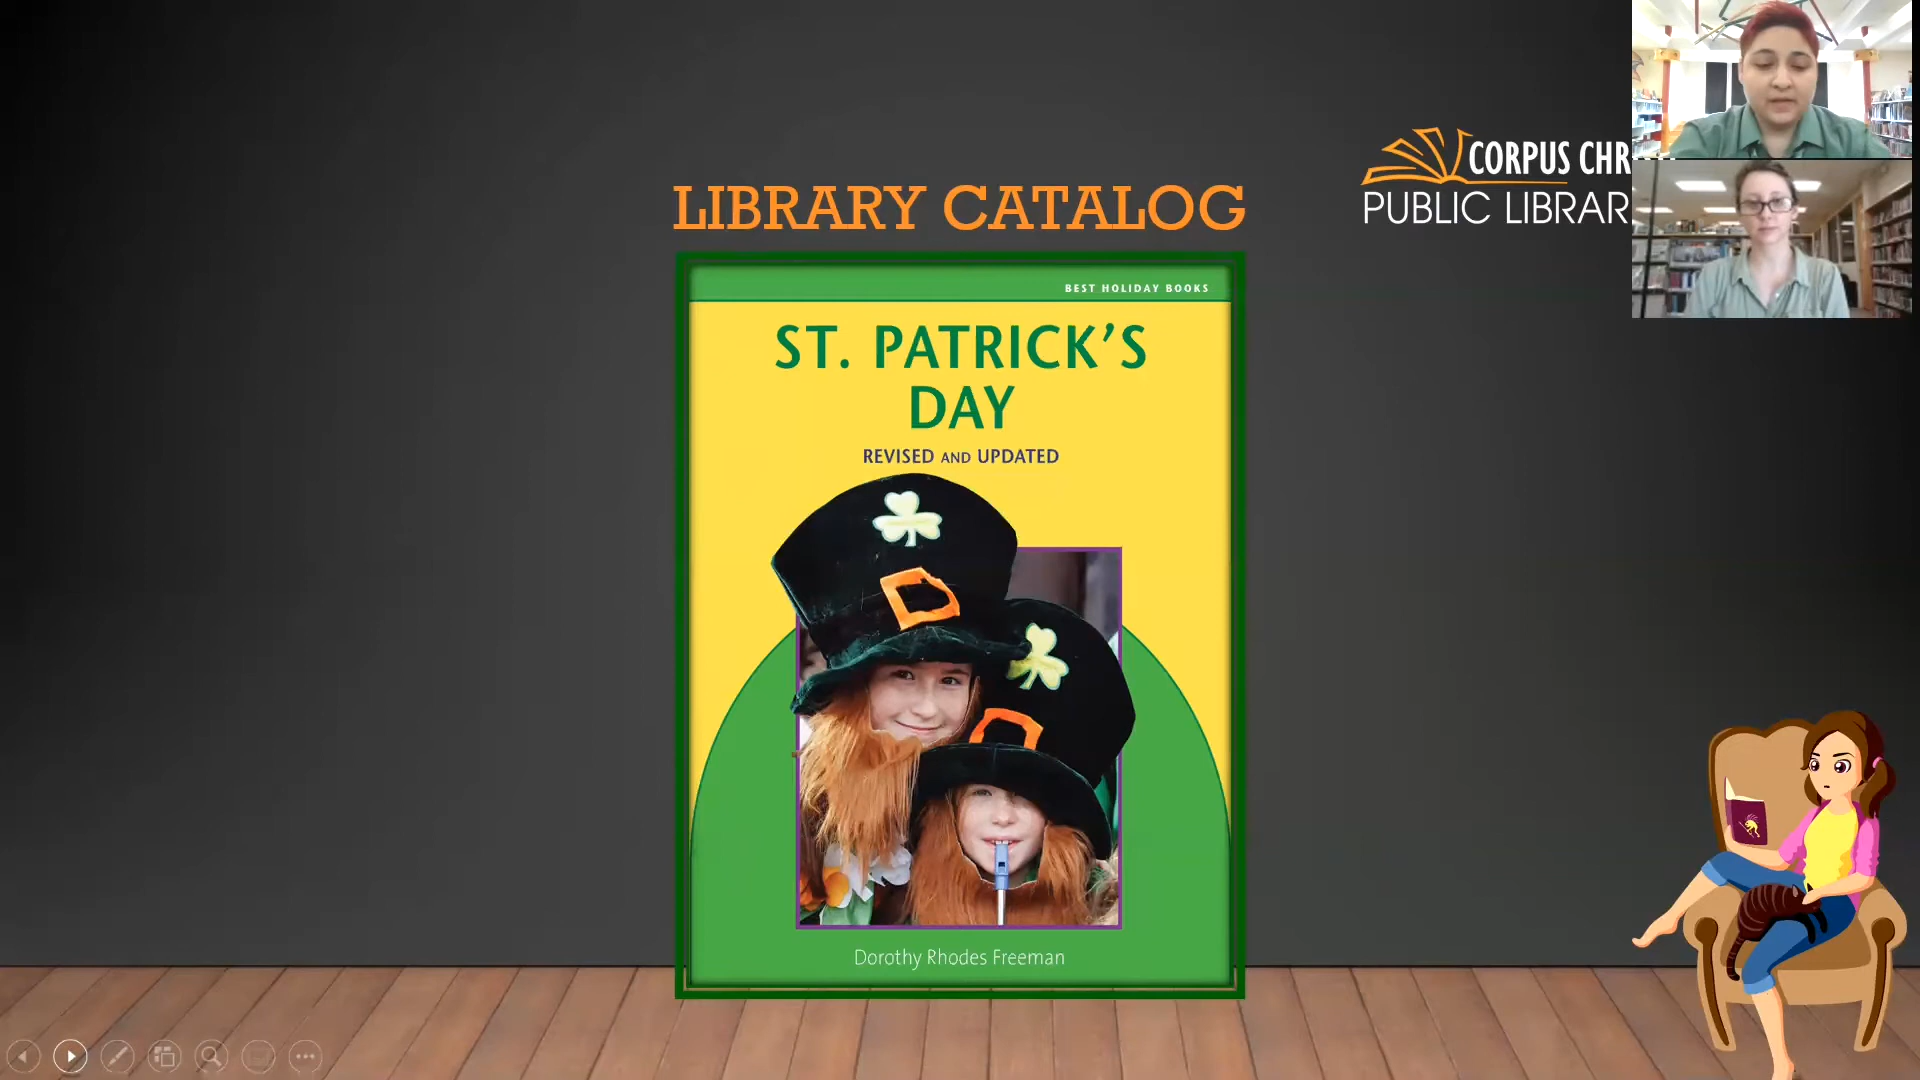 LIBRARY CATALOG
CORPUS CHR
PUBLIC LIBRAR
BEST HOLIDAY BOOKS
ST. PATRICK'S
DAY
REVISED AND UPDATED
Dorothy Rhodes Freeman